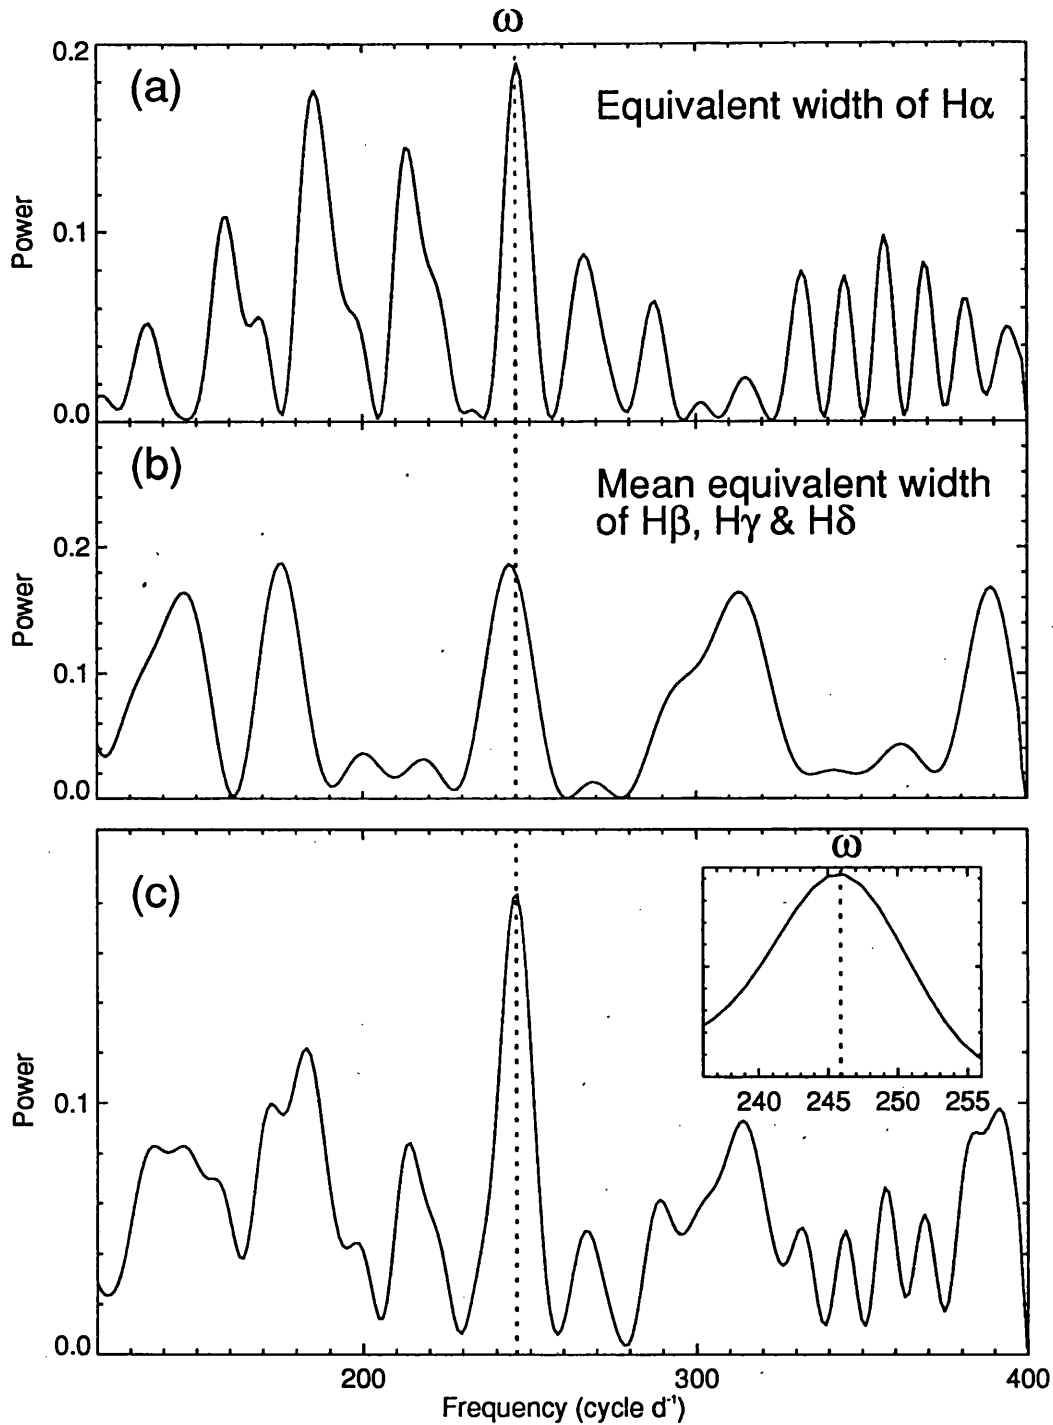 ω
0.2
(a)
Equivalent width of Hα
Power
0.1
0.0
(b)
Mean equivalent width
of Hβ, Hγ & Hδ
0.2
Power
0.1
0.0
ω
(c)
240 245 250 255
Power
0.1
0.0
200 300 400
Frequency (cycle d⁻¹)